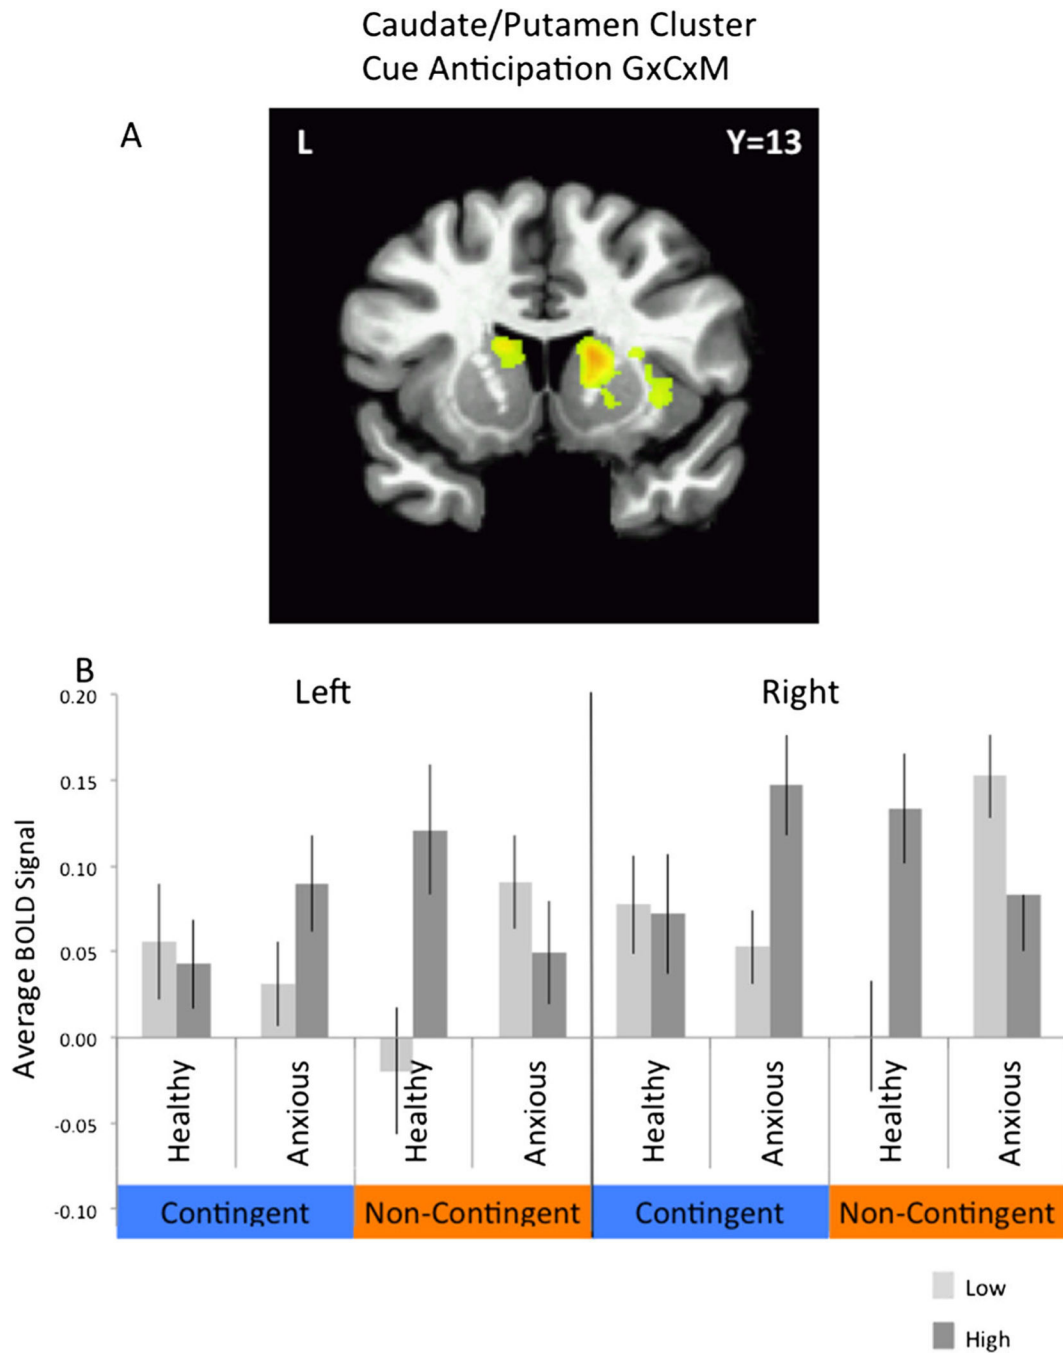 Caudate/Putamen Cluster
Cue Anticipation GxCxM
A
L
Y=13
B
Left
Right
Average BOLD Signal
0.20
0.15
0.10
0.05
0.00
-0.05
-0.10
Healthy
Anxious
Healthy
Anxious
Healthy
Anxious
Healthy
Anxious
Contingent
Non-Contingent
Contingent
Non-Contingent
Low
High